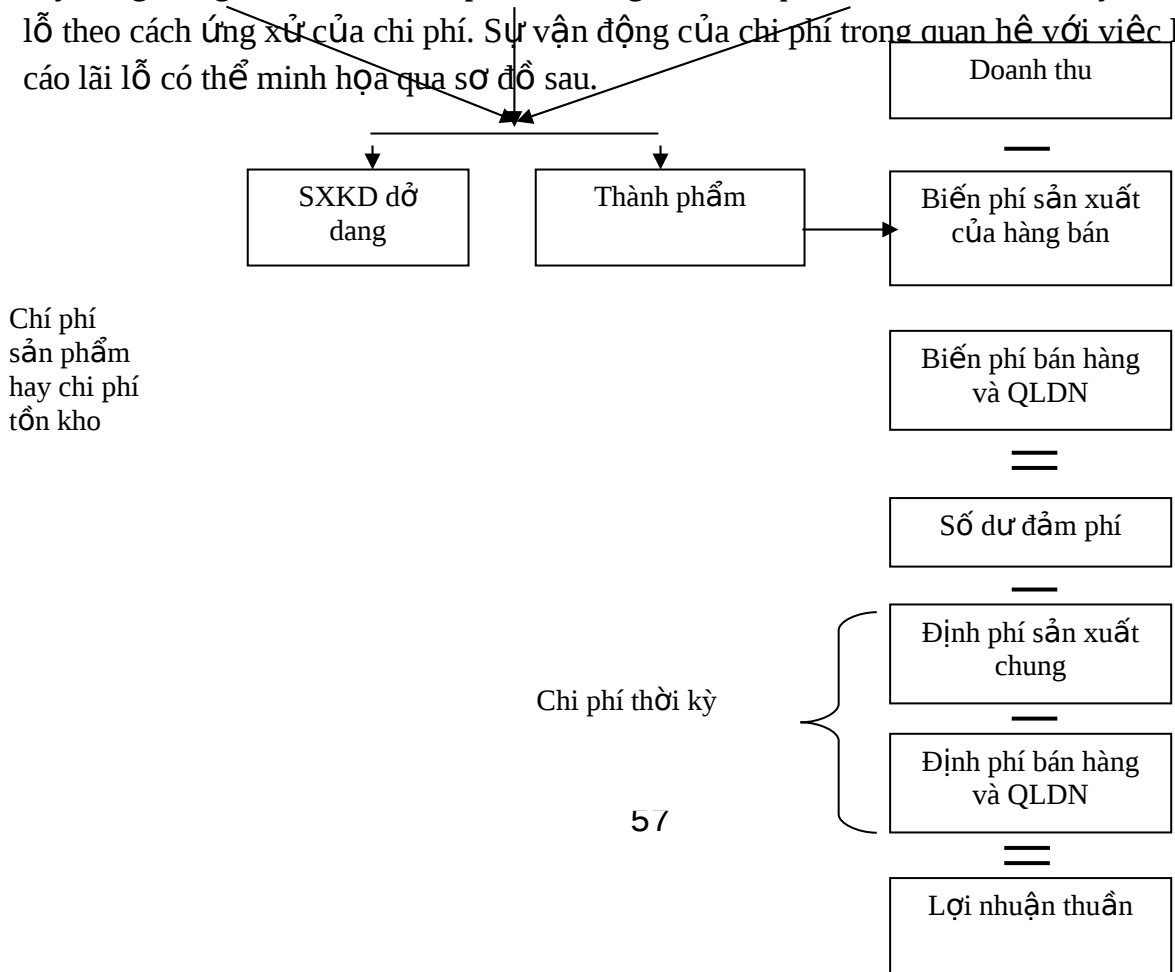 lỗ theo cách ứng xử của chi phí. Sự vận động của chi phí trong quan hệ với việc
cáo lãi lỗ có thể minh họa qua sơ đồ sau.
Doanh thu
SXKD dở
dang
Thành phẩm
Biến phí sản xuất
của hàng bán
Chí phí
sản phẩm
hay chi phí
tồn kho
Biến phí bán hàng
và QLDN
Số dư đảm phí
Định phí sản xuất
chung
Chi phí thời kỳ
Định phí bán hàng
và QLDN
57
Lợi nhuận thuần